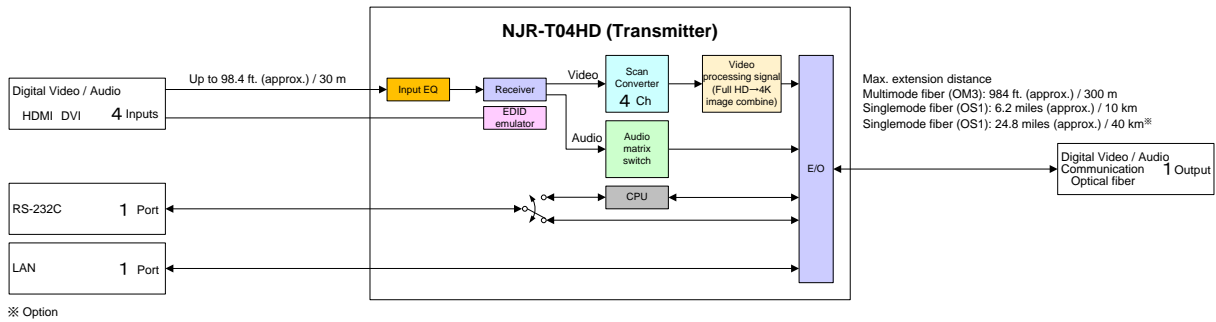 NJR-T04HD (Transmitter)
Digital Video / Audio
HDMI DVI 4 Inputs
Up to 98.4 ft. (approx.) / 30 m
Input EQ
Receiver
EDID
emulator
Video
Audio
Scan
Converter
4 Ch
Video
processing signal
(Full HD→4K
image combine)
Audio
matrix
switch
CPU
E/O
Max. extension distance
Multimode fiber (OM3): 984 ft. (approx.) / 300 m
Singlemode fiber (OS1): 6.2 miles (approx.) / 10 km
Singlemode fiber (OS1): 24.8 miles (approx.) / 40 km※
Digital Video / Audio
Communication 1 Output
Optical fiber
RS-232C 1 Port
LAN 1 Port
※ Option